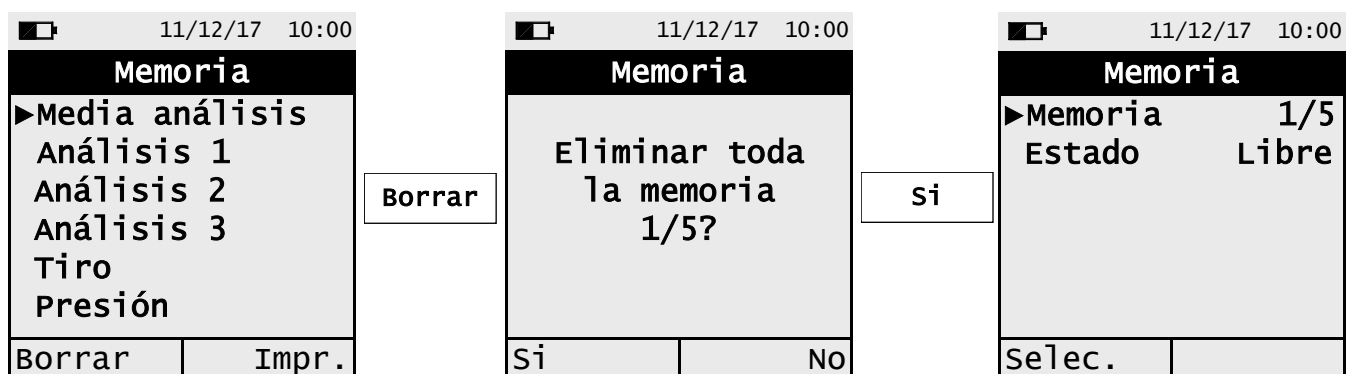 11/12/17 10:00
Memoria
►Media análisis
Análisis 1
Análisis 2
Análisis 3
Tiro
Presión
Borrar Impr.
Borrar
11/12/17 10:00
Memoria
Eliminar toda
la memoria
1/5?
Si No
Si
11/12/17 10:00
Memoria
►Memoria 1/5
Estado Libre
Selec.